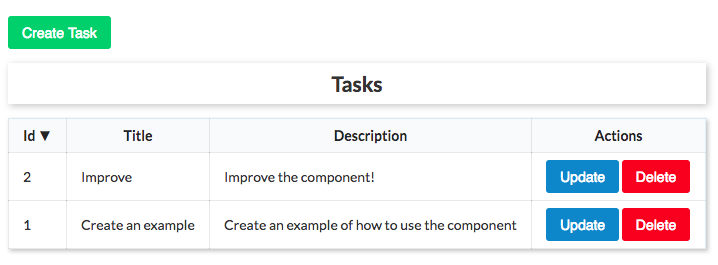 Create Task
Tasks
Id ▼ Title Description Actions
2 Improve Improve the component! Update Delete
1 Create an example Create an example of how to use the component Update Delete